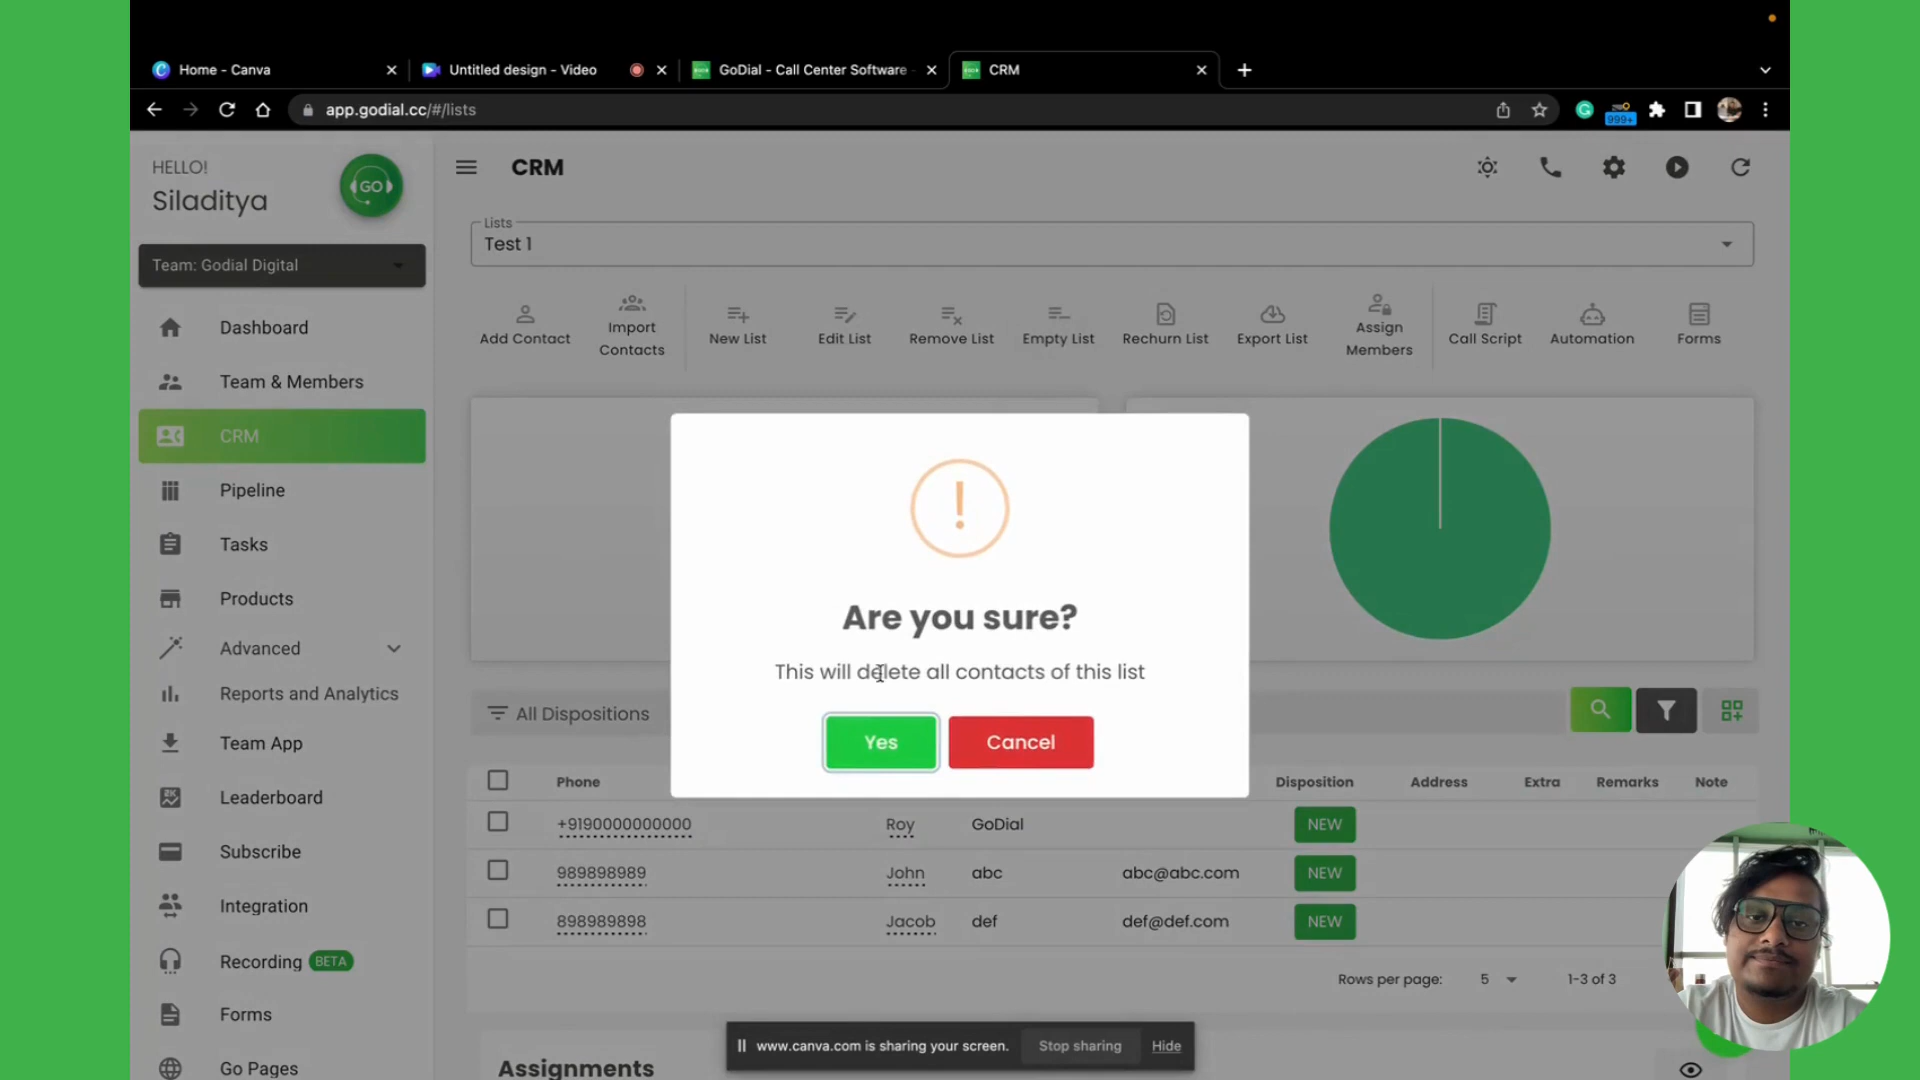 Home - Canva
Untitled design - Video
GoDial - Call Center Software -
CRM
app.godial.cc/#/lists
999+
HELLO!
Siladitya
GO
CRM
Team: Godial Digital
Dashboard
Team & Members
CRM
Pipeline
Tasks
Products
Advanced
Reports and Analytics
Team App
Leaderboard
Subscribe
Integration
Recording BETA
Forms
Go Pages
Lists
Test 1
Add Contact
Import
Contacts
New List
Edit List
Remove List
Empty List
Rechurn List
Export List
Assign
Members
Call Script
Automation
Forms
!
Are you sure?
This will delete all contacts of this list
Yes
Cancel
All Dispositions
Phone Disposition Address Extra Remarks Note
+9190000000000 Roy GoDial NEW
989898989 John abc abc@abc.com NEW
898989898 Jacob def def@def.com NEW
Rows per page: 5 1-3 of 3
Assignments
www.canva.com is sharing your screen. Stop sharing Hide